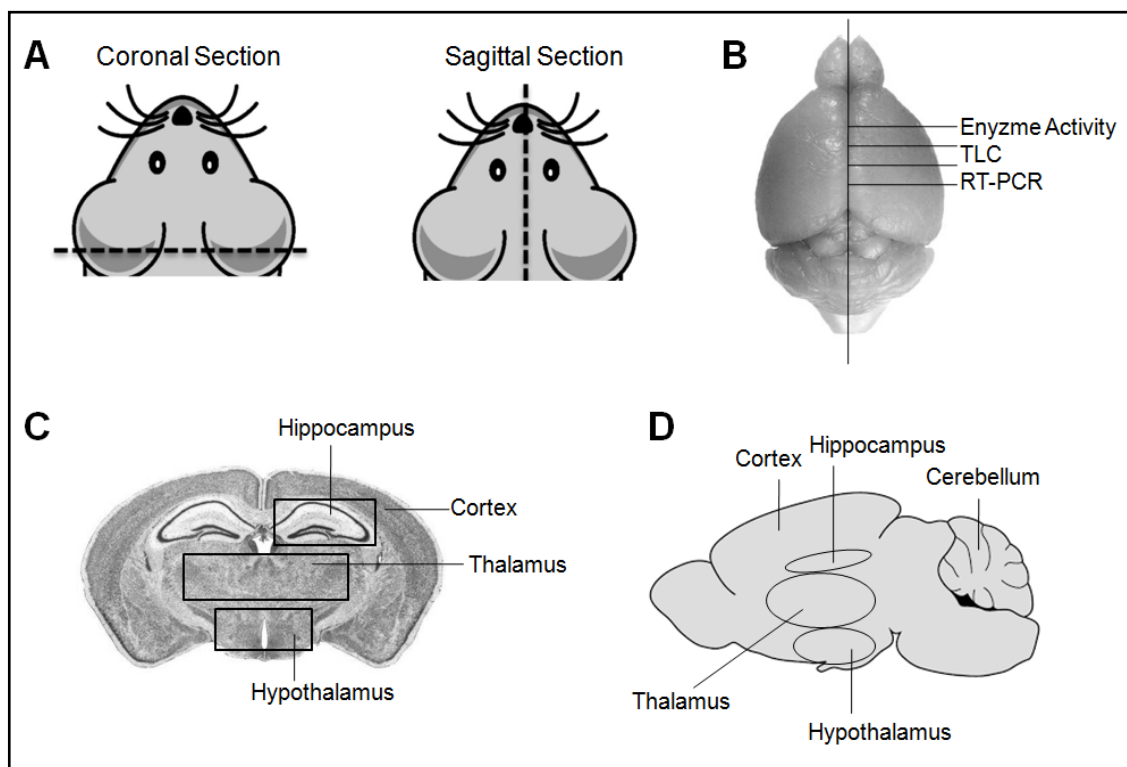 A
Coronal Section
Sagittal Section
B
Enyzme Activity
TLC
RT-PCR
C
Hippocampus
Cortex
Thalamus
Hypothalamus
D
Hippocampus
Cortex
Cerebellum
Thalamus
Hypothalamus